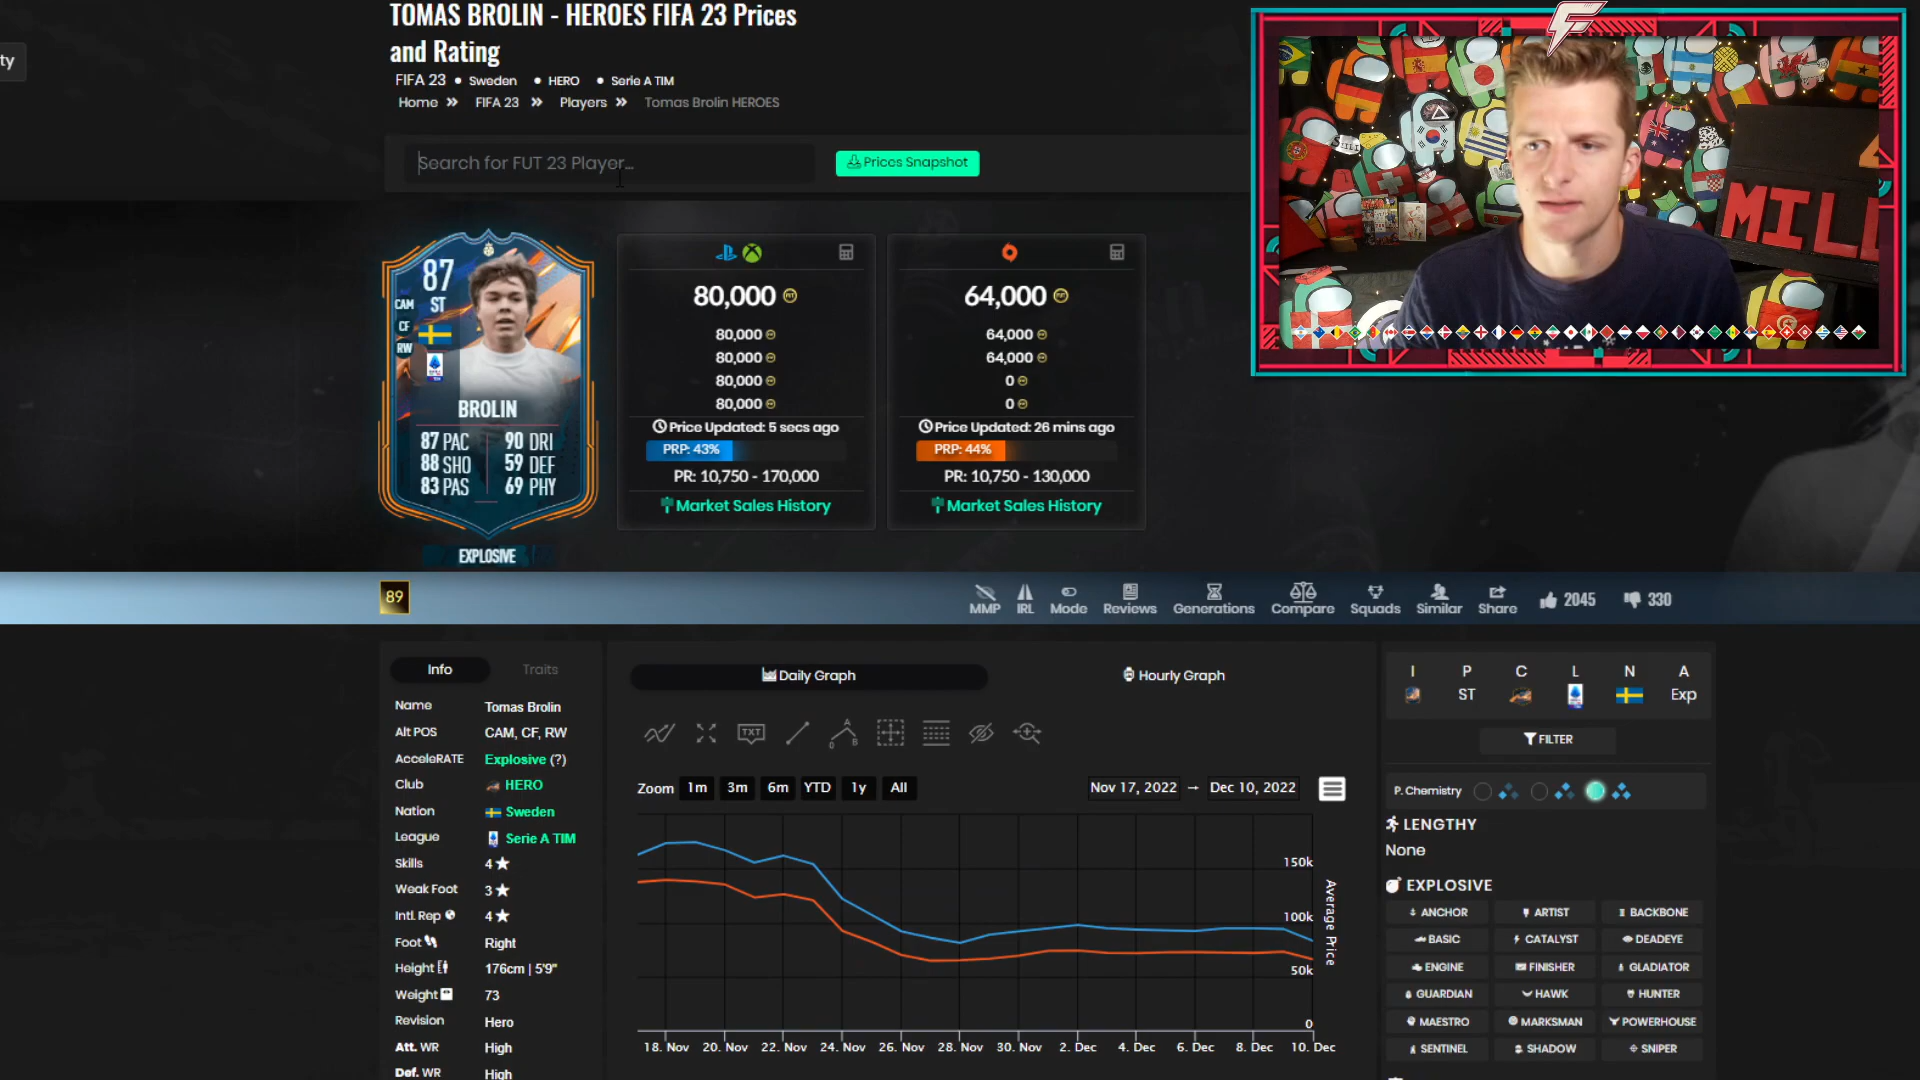 TOMAS BROLIN - HEROES FIFA 23 Prices
and Rating
FIFA 23 • Sweden • HERO • Serie A TIM
Home » FIFA 23 » Players » Tomas Brolin HEROES
ty
Search for FUT 23 Player...
Prices Snapshot
MILL
87
ST
CAM
CF
RW
BROLIN
87 PAC 90 DRI
88 SHO 59 DEF
83 PAS 69 PHY
EXPLOSIVE
80,000
80,000
80,000
80,000
80,000
Price Updated: 5 secs ago
PRP: 43%
PR: 10,750 - 170,000
Market Sales History
64,000
64,000
64,000
0
0
Price Updated: 26 mins ago
PRP: 44%
PR: 10,750 - 130,000
Market Sales History
89
MMP IRL Mode Reviews Generations Compare Squads Similar Share 2045 330
Info Traits
Name Tomas Brolin
Alt POS CAM, CF, RW
AcceleRATE Explosive (?)
Club HERO
Nation Sweden
League Serie A TIM
Skills 4
Weak Foot 3
Intl. Rep 4
Foot Right
Height 176cm | 5'9"
Weight 73
Revision Hero
Att. WR High
Def. WR High
Daily Graph Hourly Graph
TXT
A
D B
Zoom 1m 3m 6m YTD 1y All Nov 17, 2022 → Dec 10, 2022
150k
100k
50k
0
Average Price
18. Nov 20. Nov 22. Nov 24. Nov 26. Nov 28. Nov 30. Nov 2. Dec 4. Dec 6. Dec 8. Dec 10. Dec
I P C L N A
ST Exp
FILTER
P. Chemistry
LENGTHY
None
EXPLOSIVE
ANCHOR ARTIST BACKBONE
BASIC CATALYST DEADEYE
ENGINE FINISHER GLADIATOR
GUARDIAN HAWK HUNTER
MAESTRO MARKSMAN POWERHOUSE
SENTINEL SHADOW SNIPER